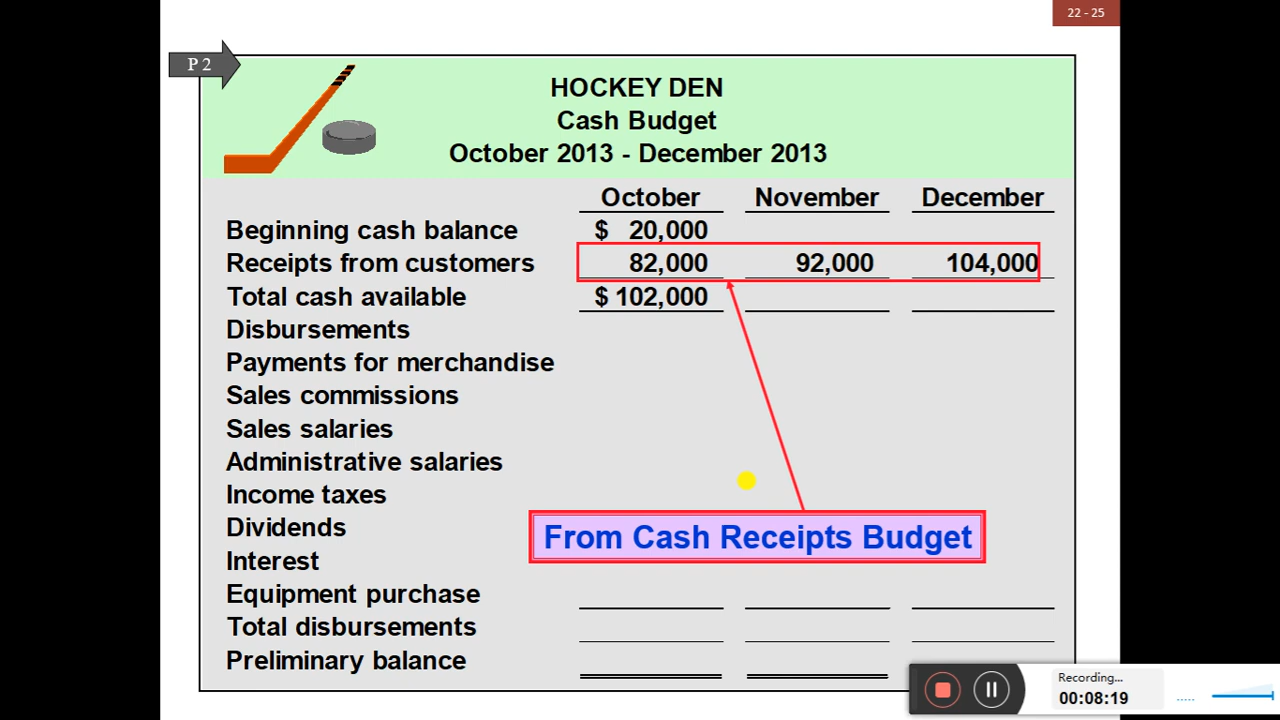 22 - 25
P 2
HOCKEY DEN
Cash Budget
October 2013 - December 2013
October November December
Beginning cash balance $ 20,000
Receipts from customers 82,000 92,000 104,000
Total cash available $ 102,000
Disbursements
Payments for merchandise
Sales commissions
Sales salaries
Administrative salaries
Income taxes
Dividends
From Cash Receipts Budget
Interest
Equipment purchase
Total disbursements
Preliminary balance
Recording...
00:08:19